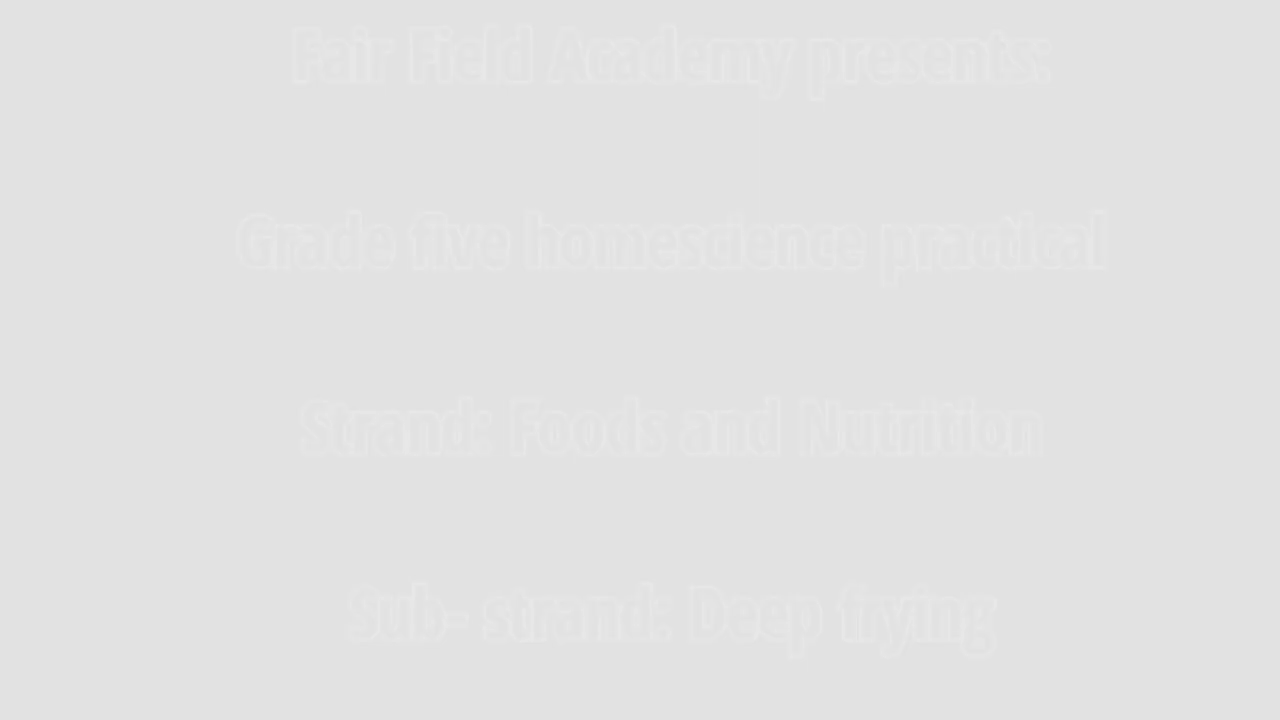 Fair Field Academy presents:
Grade five homescience practical
Strand: Foods and Nutrition
Sub- strand: Deep frying